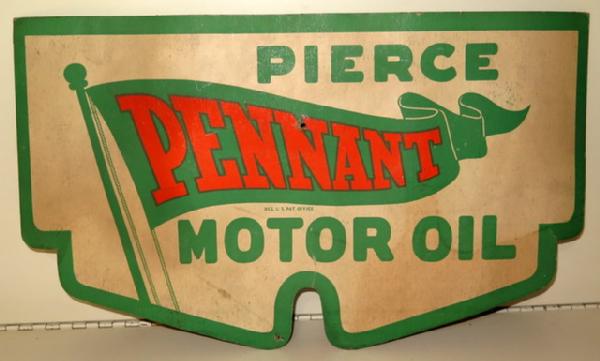 PIERCE
PENNANT
REG. U.S. PAT. OFFICE
MOTOR OIL